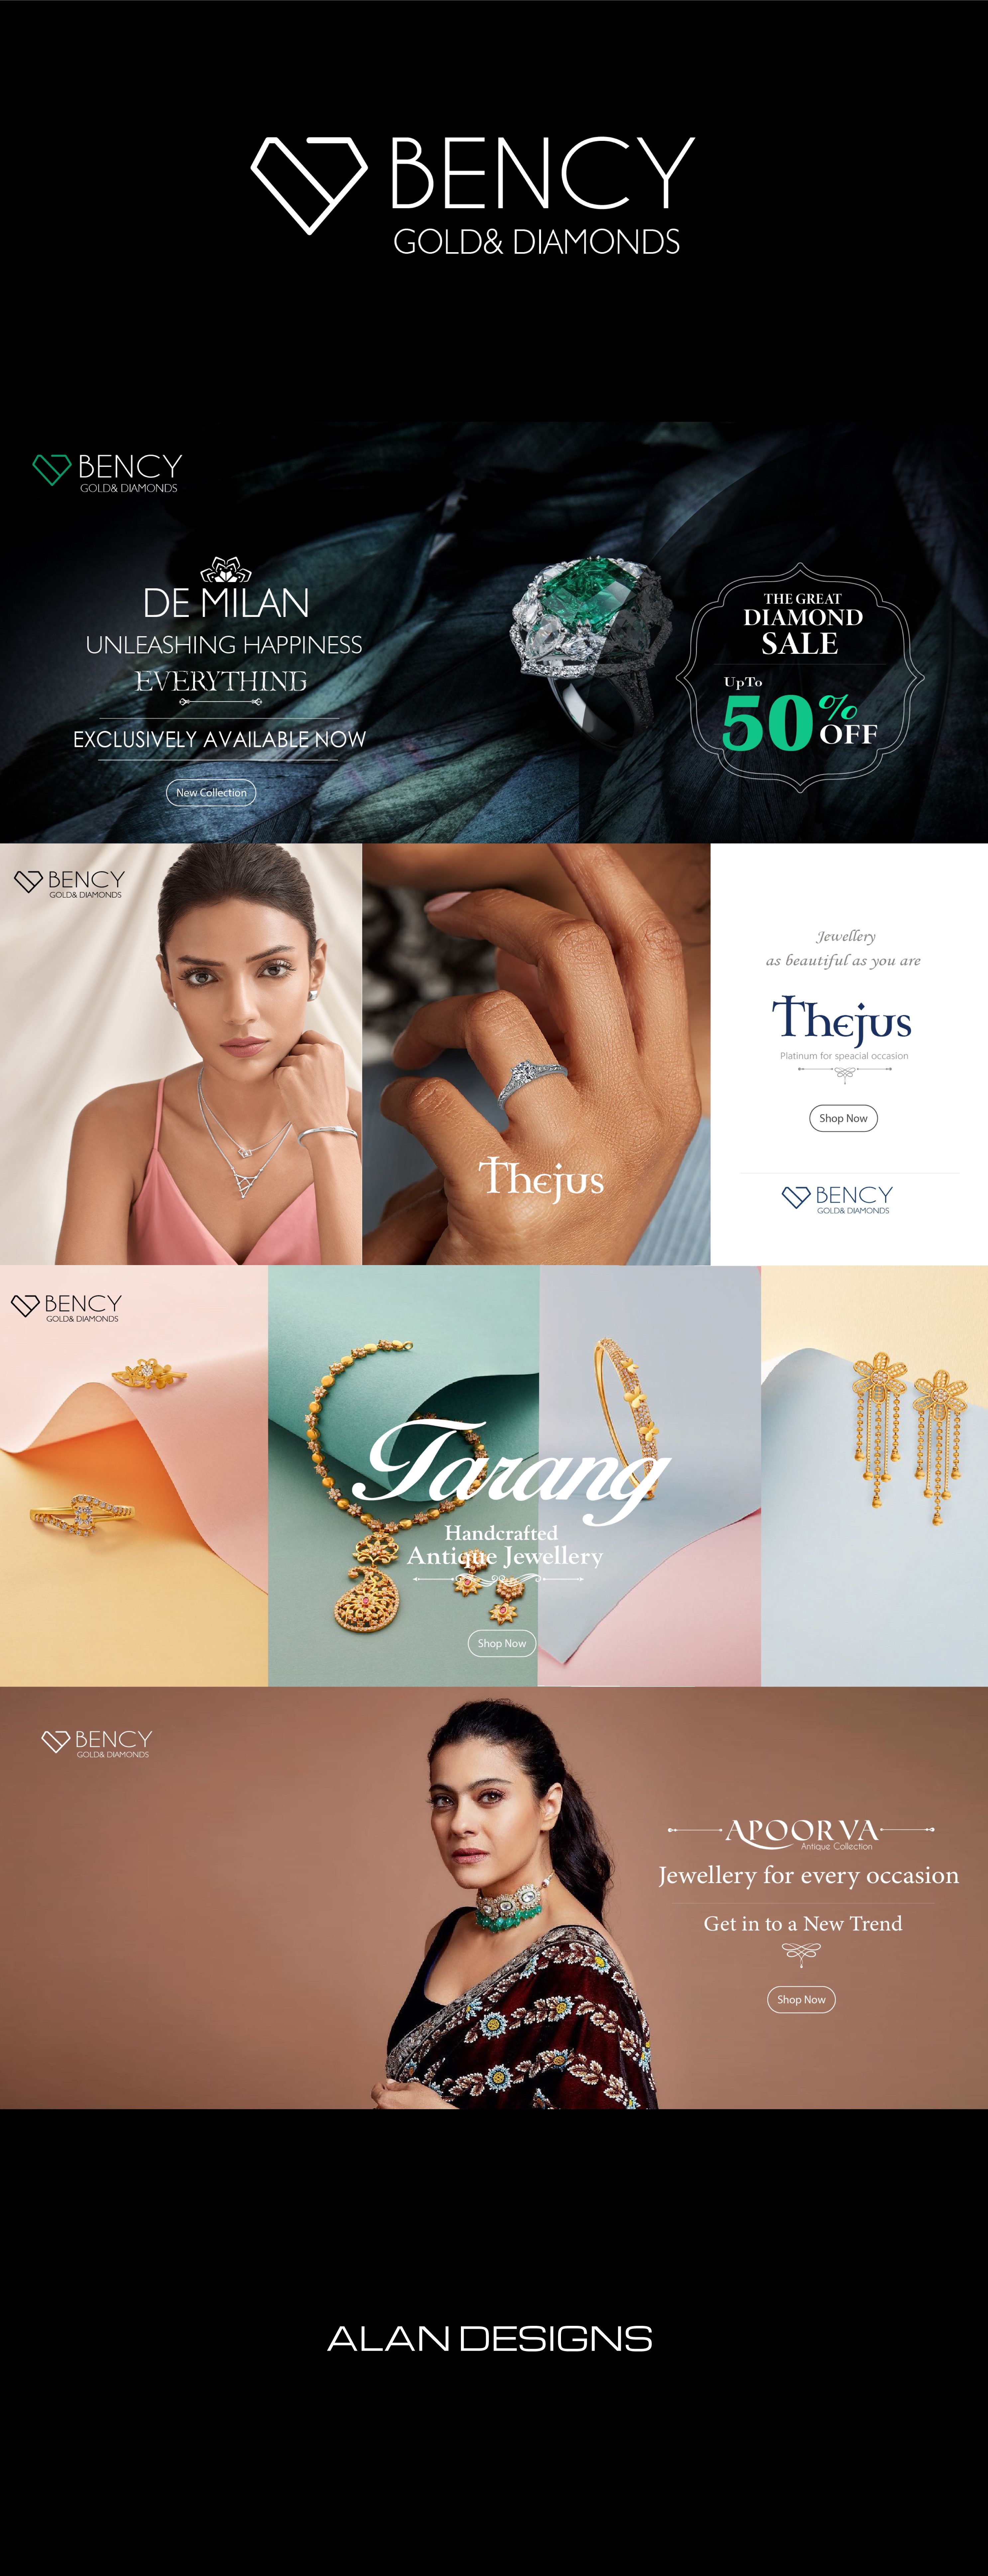 BENCY
GOLD& DIAMONDS
BENCY
GOLD& DIAMONDS
DE MILAN
UNLEASHING HAPPINESS
EVERYTHING
EXCLUSIVELY AVAILABLE NOW
New Collection
THE GREAT
DIAMOND
SALE
UpTo
50%
OFF
BENCY
GOLD& DIAMONDS
Thejus
Jewellery
as beautiful as you are
Thejus
Platinum for speacial occasion
Shop Now
BENCY
GOLD& DIAMONDS
BENCY
GOLD& DIAMONDS
Tarang
Handcrafted
Antique Jewellery
Shop Now
BENCY
GOLD& DIAMONDS
APOORVA
Antique Collection
Jewellery for every occasion
Get in to a New Trend
Shop Now
ALAN DESIGNS